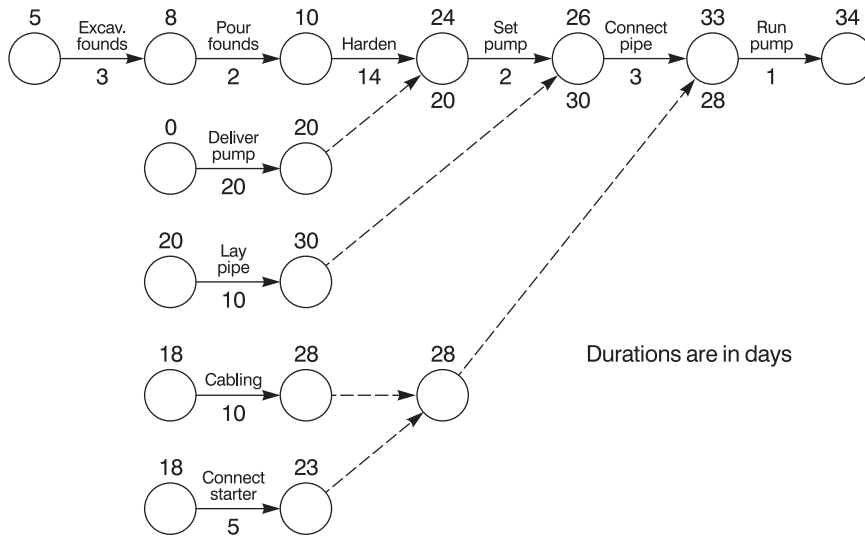 5 Excav. 8 Pour 10 24 Set 26 Connect 33 Run 34
founds founds Harden pump pipe pump
3 2 14 20 2 30 3 28 1
0 Deliver 20
pump
20
20 Lay 30
pipe
10
18 Cabling 28 28
10
Durations are in days
18 Connect 23
starter
5